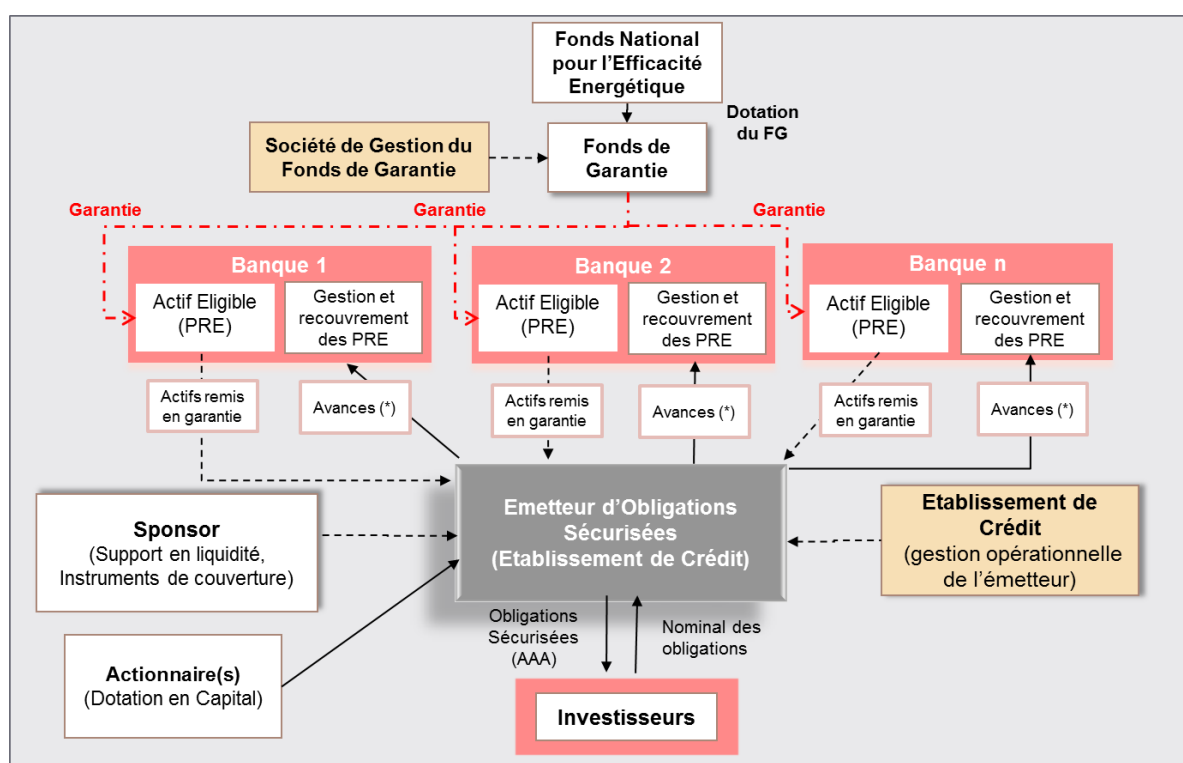 Fonds National
pour l'Efficacité
Energétique
Dotation
du FG
Société de Gestion du
Fonds de Garantie
Fonds de
Garantie
Garantie
Garantie
Garantie
Banque 1
Actif Eligible
(PRE)
Gestion et
recouvrement
des PRE
Banque 2
Actif Eligible
(PRE)
Gestion et
recouvrement
des PRE
Banque n
Actif Eligible
(PRE)
Gestion et
recouvrement
des PRE
Actifs remis
en garantie
Avances (*)
Actifs remis
en garantie
Avances (*)
Actifs remis
en garantie
Avances (*)
Sponsor
(Support en liquidité,
Instruments de couverture)
Emetteur d'Obligations
Sécurisées
(Etablissement de Crédit)
Etablissement de
Crédit
(gestion opérationnelle
de l'émetteur)
Actionnaire(s)
(Dotation en Capital)
Obligations
Sécurisées
(AAA)
Nominal des
obligations
Investisseurs